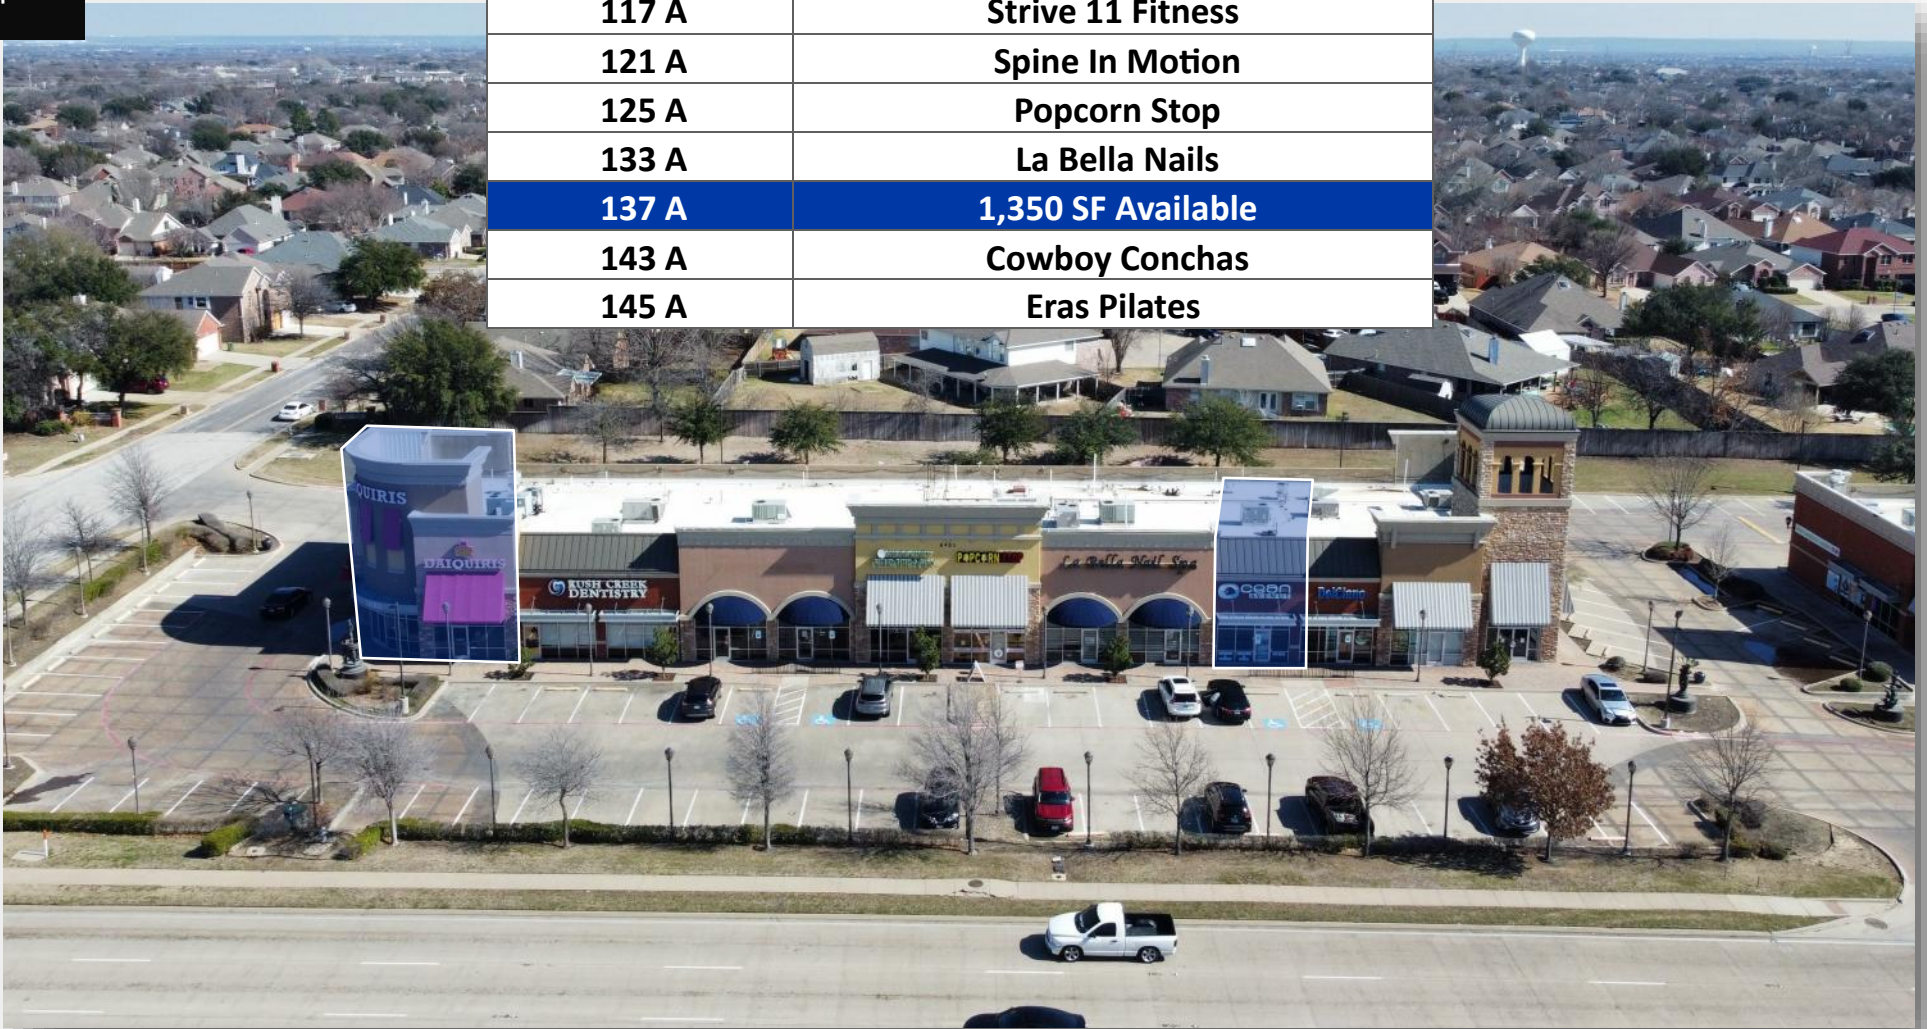 117 A Strive 11 Fitness
121 A Spine In Motion
125 A Popcorn Stop
133 A La Bella Nails
137 A 1,350 SF Available
143 A Cowboy Conchas
145 A Eras Pilates
QUIRIS
DAIQUIRIS
RUSH CREEK
DENTISTRY
POPCORN
La Bella Nail Spa